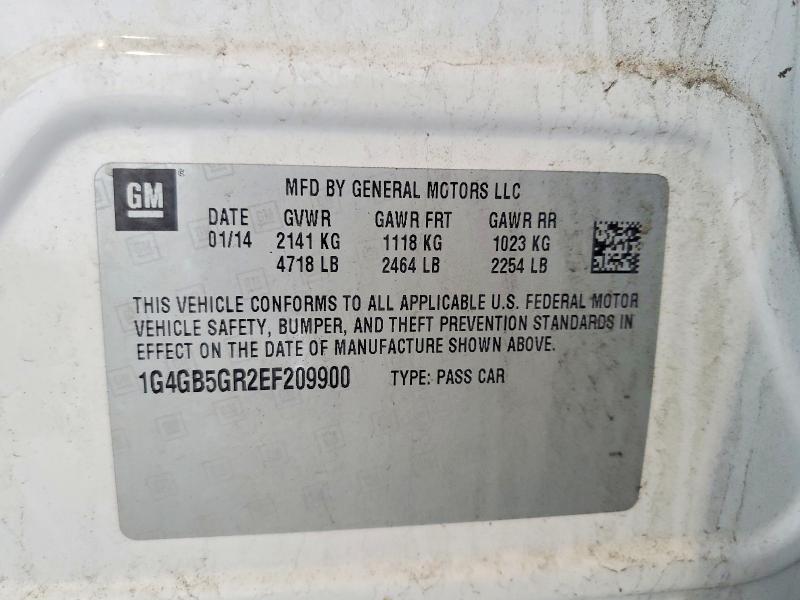 GM®
MFD BY GENERAL MOTORS LLC
DATE GVWR GAWR FRT GAWR RR
01/14 2141 KG 1118 KG 1023 KG
4718 LB 2464 LB 2254 LB
THIS VEHICLE CONFORMS TO ALL APPLICABLE U.S. FEDERAL MOTOR
VEHICLE SAFETY, BUMPER, AND THEFT PREVENTION STANDARDS IN
EFFECT ON THE DATE OF MANUFACTURE SHOWN ABOVE.
1G4GB5GR2EF209900 TYPE: PASS CAR